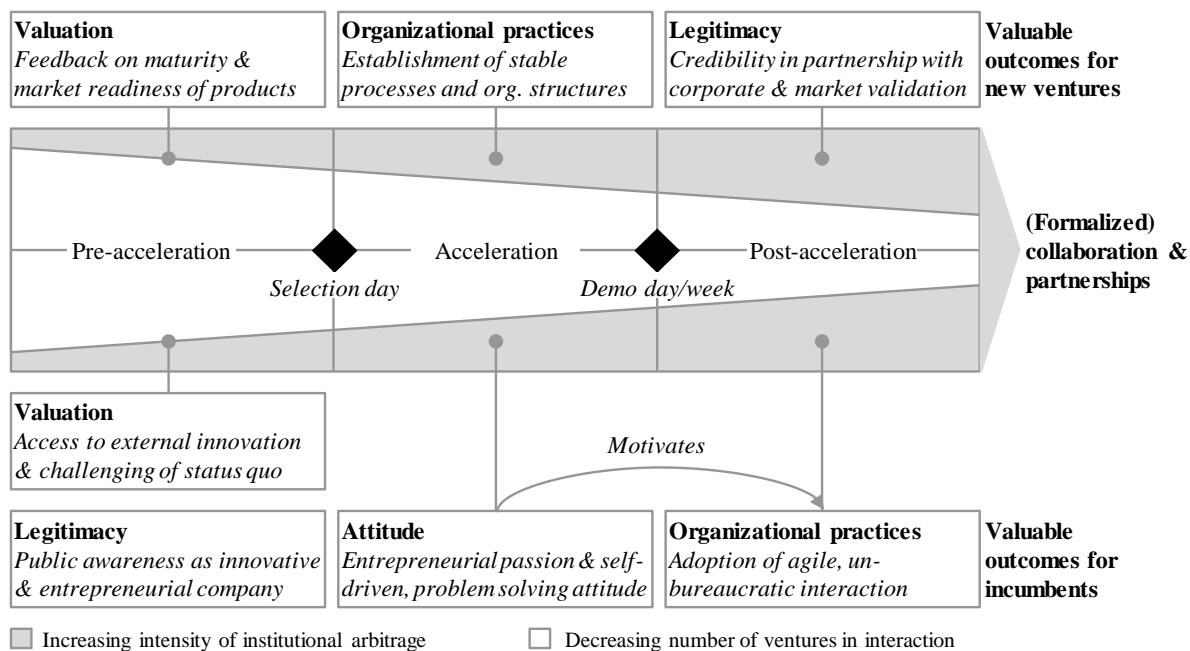 Valuation
Feedback on maturity &
market readiness of products
Organizational practices
Establishment of stable
processes and org. structures
Legitimacy
Credibility in partnership with
corporate & market validation
Valuable
outcomes for
new ventures
Pre-acceleration
Acceleration
Post-acceleration
Selection day
Demo day/week
(Formalized)
collaboration &
partnerships
Valuation
Access to external innovation
& challenging of status quo
Motivates
Legitimacy
Public awareness as innovative
& entrepreneurial company
Attitude
Entrepreneurial passion & self-
driven, problem solving attitude
Organizational practices
Adoption of agile, un-
bureaucratic interaction
Valuable
outcomes for
incumbents
Increasing intensity of institutional arbitrage
Decreasing number of ventures in interaction